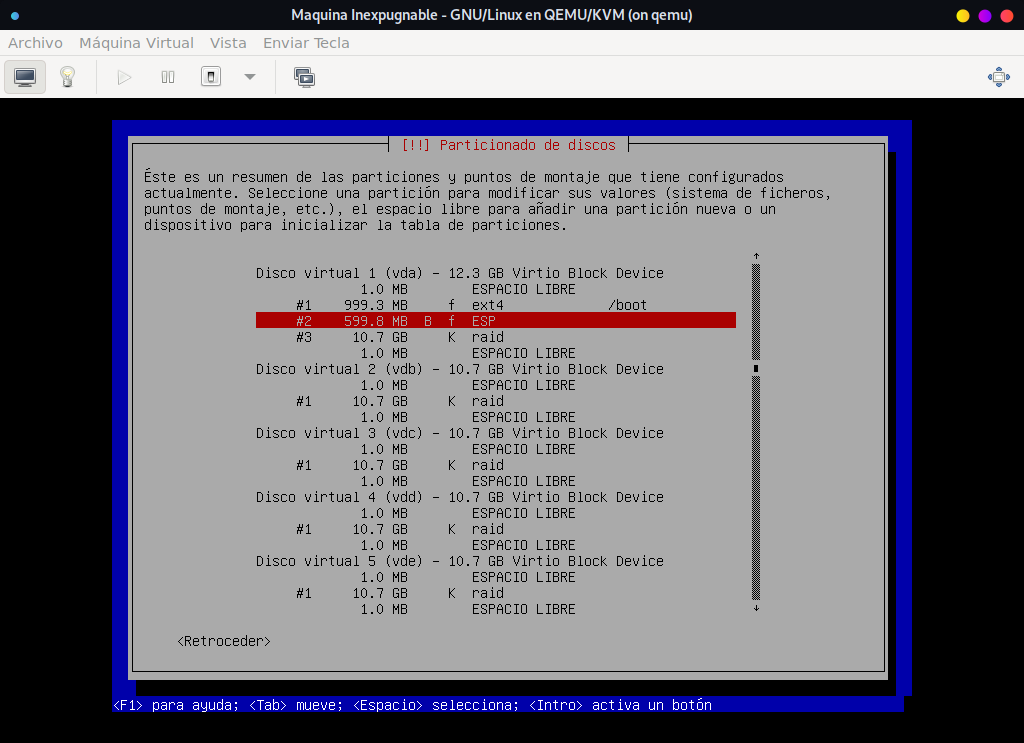 Maquina Inexpugnable - GNU/Linux en QEMU/KVM (on qemu)
Archivo Máquina Virtual Vista Enviar Tecla
[!!] Particionado de discos
Éste es un resumen de las particiones y puntos de montaje que tiene configurados
actualmente. Seleccione una partición para modificar sus valores (sistema de ficheros,
puntos de montaje, etc.), el espacio libre para añadir una partición nueva o un
dispositivo para inicializar la tabla de particiones.
Disco virtual 1 (vda) - 12.3 GB Virtio Block Device
1.0 MB ESPACIO LIBRE
#1 999.3 MB f ext4 /boot
#2 599.8 MB B f ESP
#3 10.7 GB K raid
1.0 MB ESPACIO LIBRE
Disco virtual 2 (vdb) - 10.7 GB Virtio Block Device
1.0 MB ESPACIO LIBRE
#1 10.7 GB K raid
1.0 MB ESPACIO LIBRE
Disco virtual 3 (vdc) - 10.7 GB Virtio Block Device
1.0 MB ESPACIO LIBRE
#1 10.7 GB K raid
1.0 MB ESPACIO LIBRE
Disco virtual 4 (vdd) - 10.7 GB Virtio Block Device
1.0 MB ESPACIO LIBRE
#1 10.7 GB K raid
1.0 MB ESPACIO LIBRE
Disco virtual 5 (vde) - 10.7 GB Virtio Block Device
1.0 MB ESPACIO LIBRE
#1 10.7 GB K raid
1.0 MB ESPACIO LIBRE
<Retroceder>
<F1> para ayuda; <Tab> mueve; <Espacio> selecciona; <Intro> activa un botón